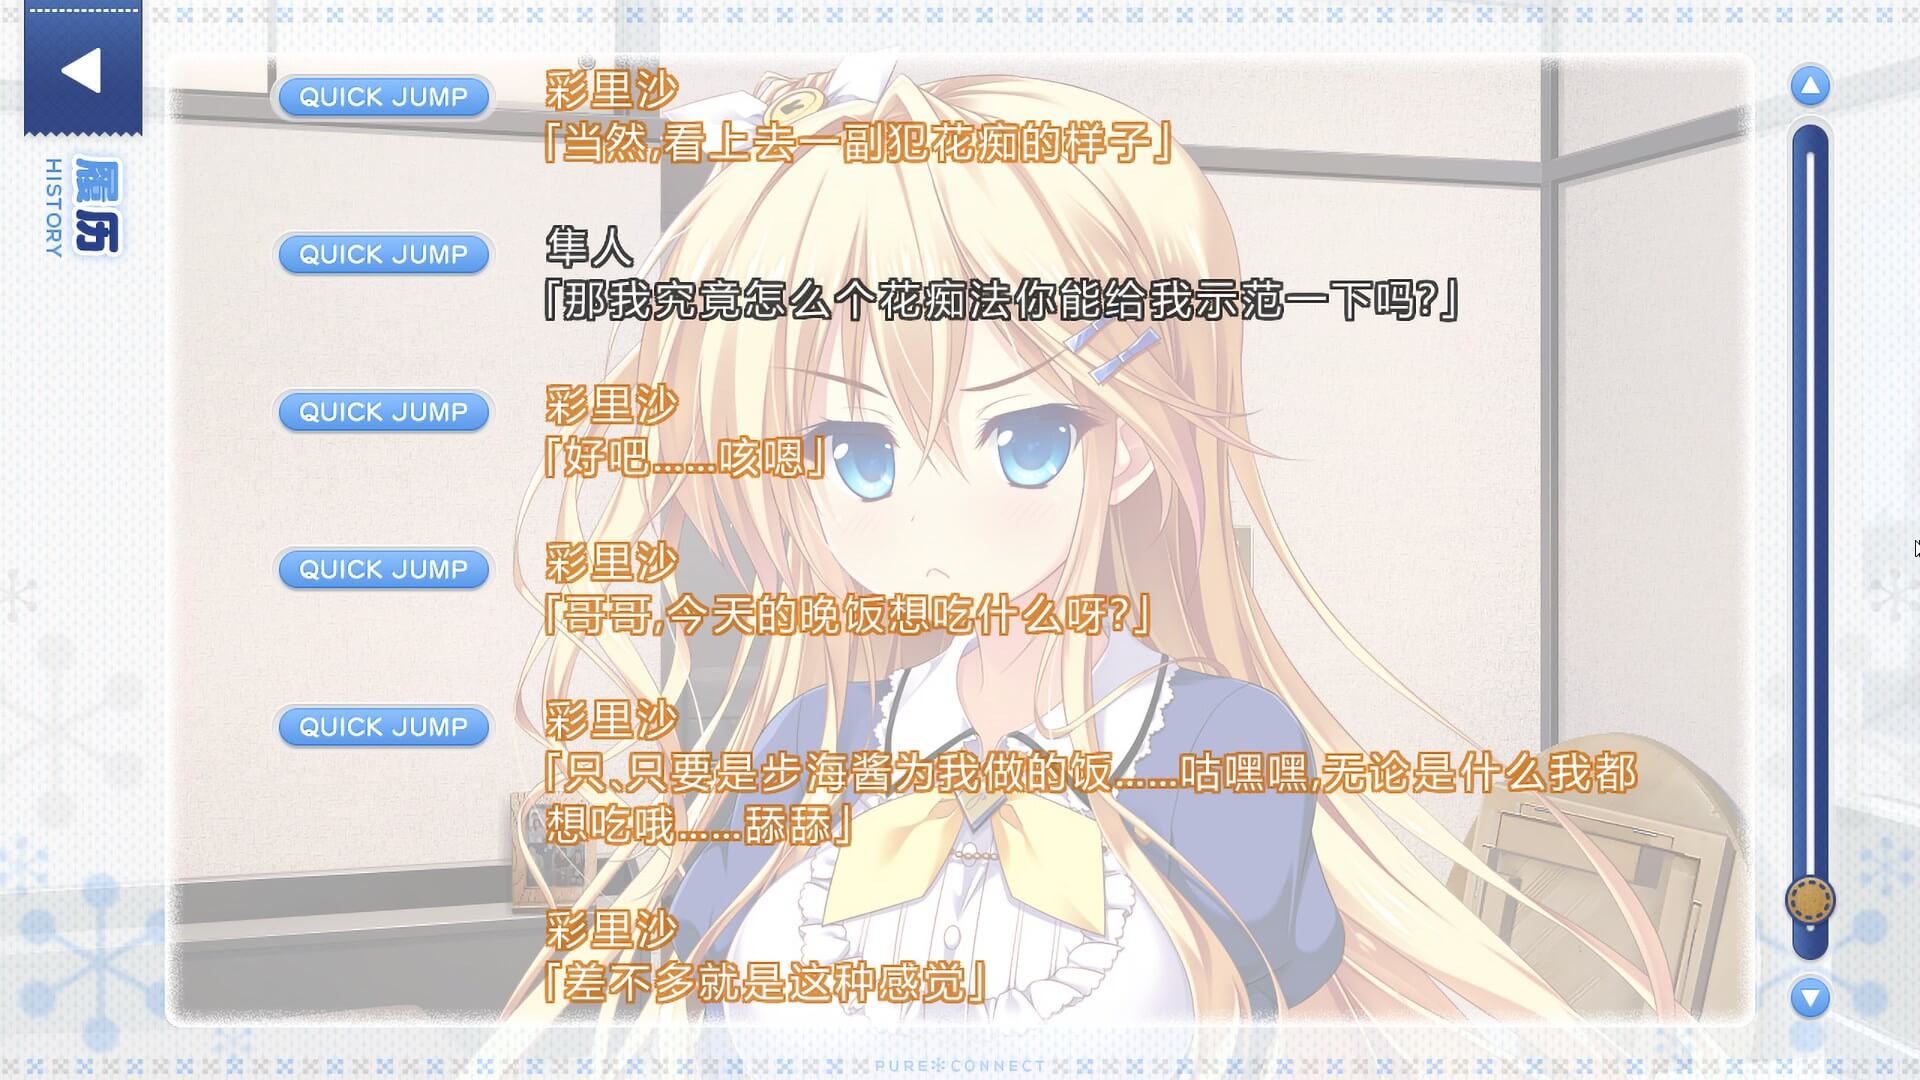 履历
HISTORY
QUICK JUMP
彩里沙
「当然,看上去一副犯花痴的样子」
QUICK JUMP
隼人
「那我究竟怎么个花痴法你能给我示范一下吗?」
QUICK JUMP
彩里沙
「好吧……咳嗯」
QUICK JUMP
彩里沙
「哥哥,今天的晚饭想吃什么呀?」
QUICK JUMP
彩里沙
「只、只要是步海酱为我做的饭……咕嘿嘿,无论是什么我都
想吃哦……舔舔」
彩里沙
「差不多就是这种感觉」
PURE✻CONNECT